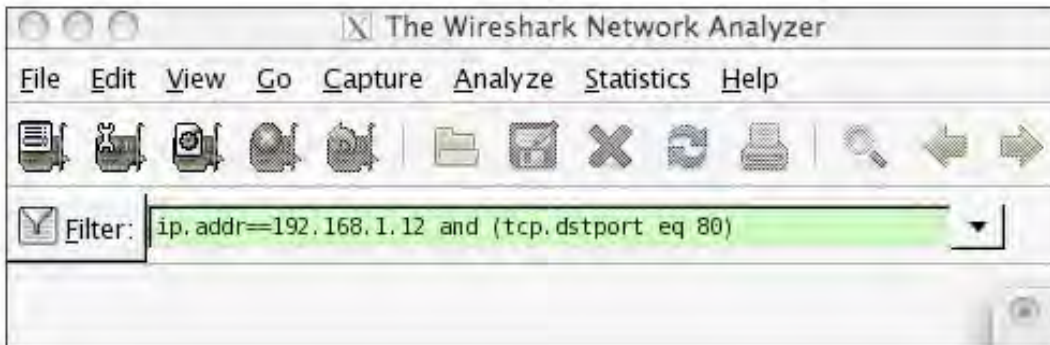 The Wireshark Network Analyzer
File Edit View Go Capture Analyze Statistics Help
Filter: ip.addr==192.168.1.12 and (tcp.dstport eq 80)